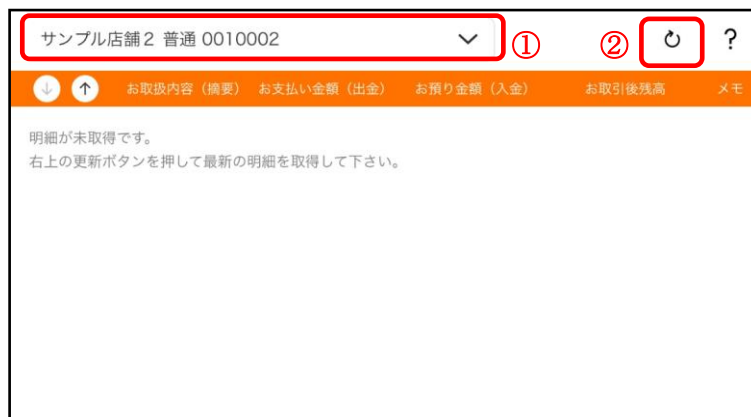 サンプル店舗2 普通 0010002 ① ② ?
お取扱内容(摘要) お支払い金額(出金) お預り金額(入金) お取引後残高 メモ
明細が未取得です。
右上の更新ボタンを押して最新の明細を取得して下さい。